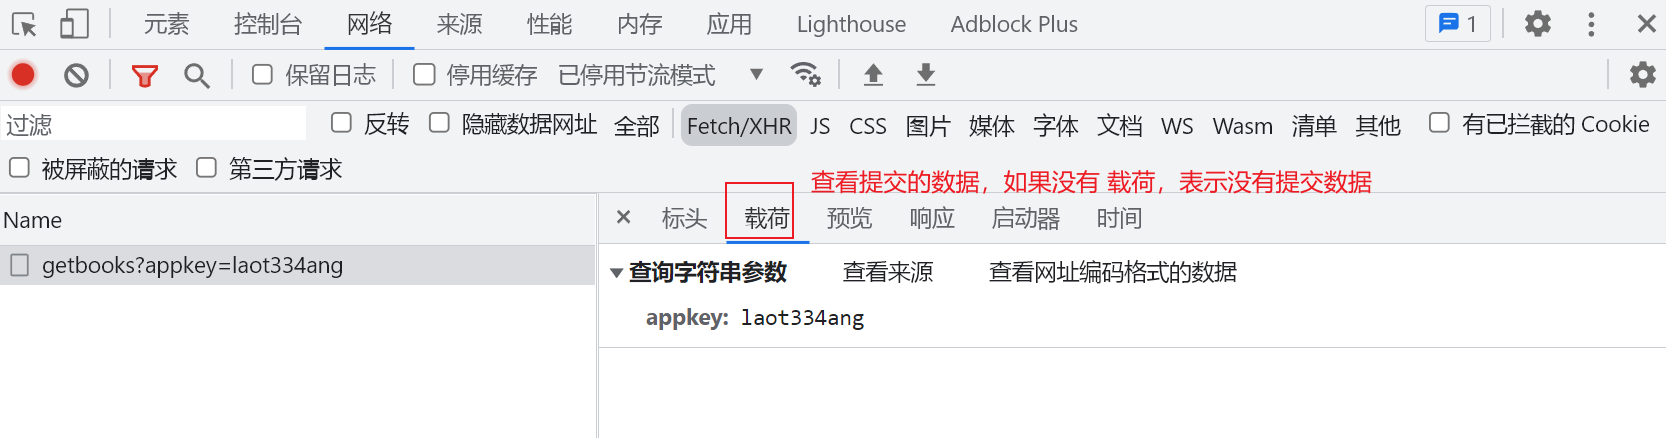 元素 控制台 网络 来源 性能 内存 应用 Lighthouse Adblock Plus 1
保留日志 停用缓存 已停用节流模式
过滤 反转 隐藏数据网址 全部 Fetch/XHR JS CSS 图片 媒体 字体 文档 WS Wasm 清单 其他 有已拦截的 Cookie
被屏蔽的请求 第三方请求
查看提交的数据，如果没有 载荷，表示没有提交数据
Name
标头 载荷 预览 响应 启动器 时间
getbooks?appkey=laot334ang
查询字符串参数 查看来源 查看网址编码格式的数据
appkey: laot334ang